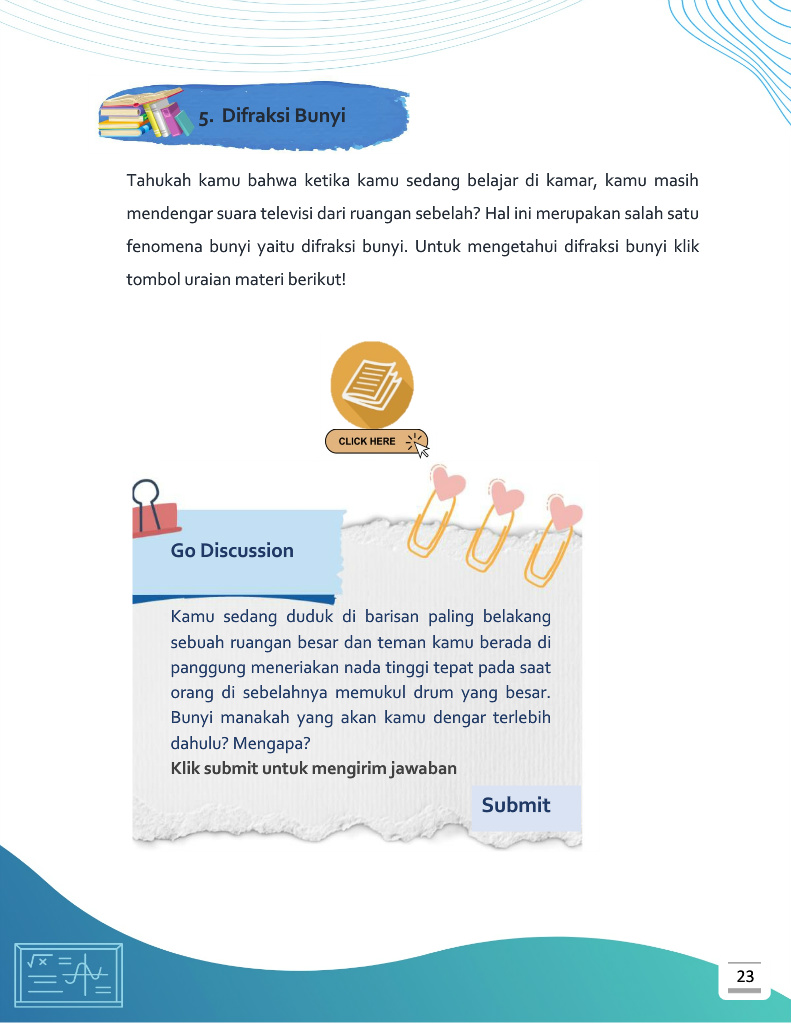 5. Difraksi Bunyi
Tahukah kamu bahwa ketika kamu sedang belajar di kamar, kamu masih
mendengar suara televisi dari ruangan sebelah? Hal ini merupakan salah satu
fenomena bunyi yaitu difraksi bunyi. Untuk mengetahui difraksi bunyi klik
tombol uraian materi berikut!
CLICK HERE
Go Discussion
Kamu sedang duduk di barisan paling belakang
sebuah ruangan besar dan teman kamu berada di
panggung meneriakan nada tinggi tepat pada saat
orang di sebelahnya memukul drum yang besar.
Bunyi manakah yang akan kamu dengar terlebih
dahulu? Mengapa?
Klik submit untuk mengirim jawaban
Submit
√x
23